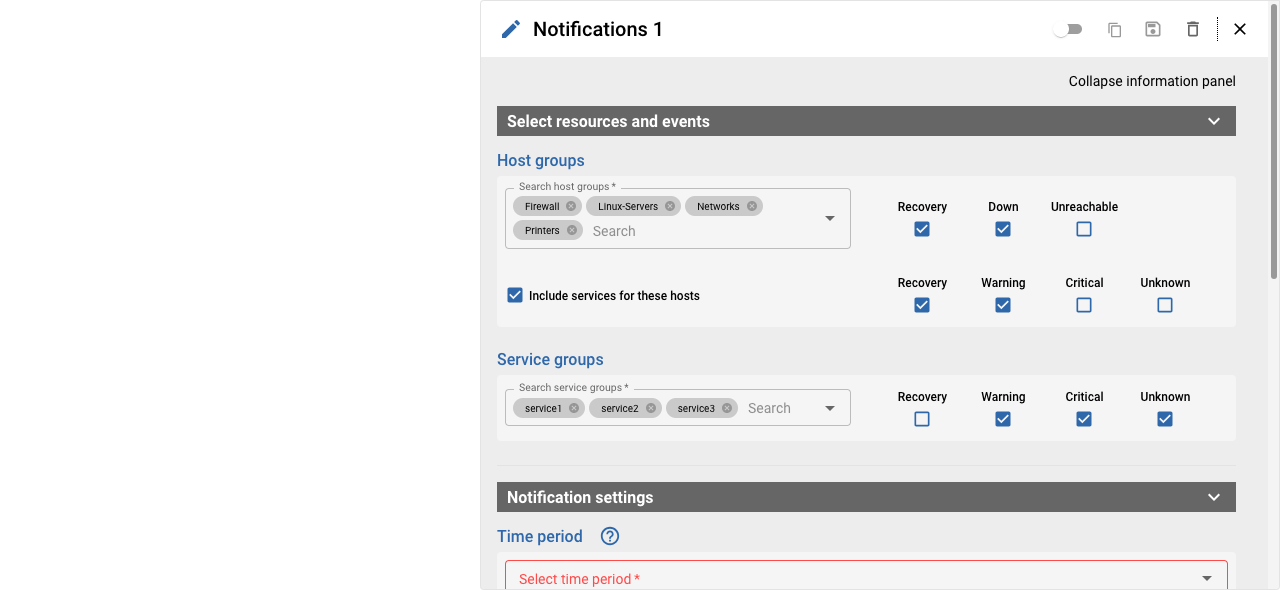 Notifications 1
Collapse information panel
Select resources and events
Host groups
Search host groups *
Firewall Linux-Servers Networks
Printers Search
Recovery Down Unreachable
Include services for these hosts
Recovery Warning Critical Unknown
Service groups
Search service groups *
service1 service2 service3 Search
Recovery Warning Critical Unknown
Notification settings
Time period ?
Select time period *